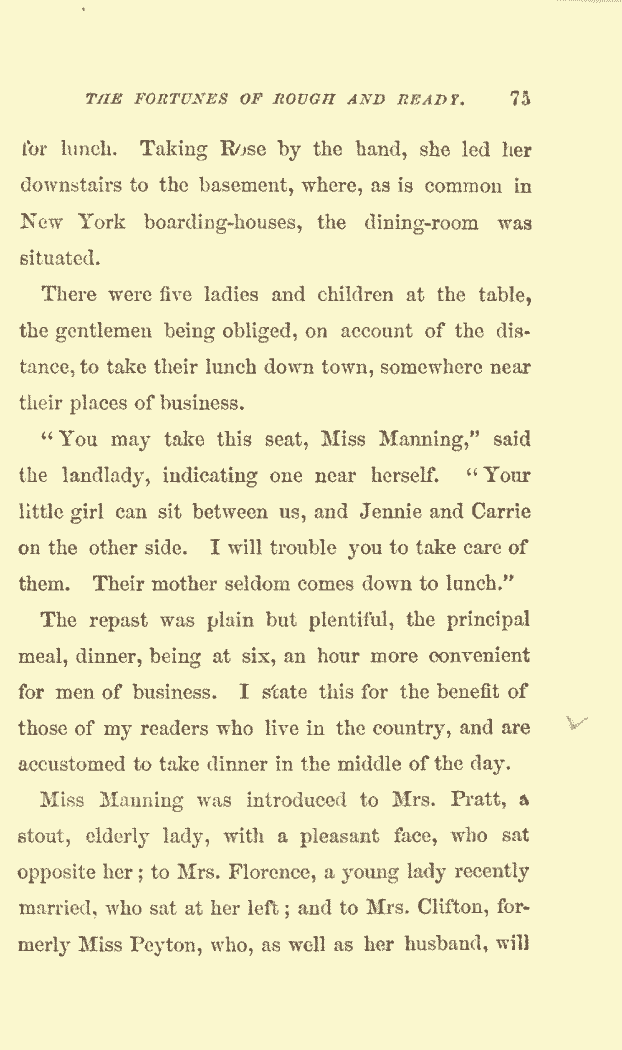 THE FORTUNES OF ROUGH AND READY. 75
for lunch. Taking Rose by the hand, she led her
downstairs to the basement, where, as is common in
New York boarding-houses, the dining-room was
situated.
There were five ladies and children at the table,
the gentlemen being obliged, on account of the dis-
tance, to take their lunch down town, somewhere near
their places of business.
“You may take this seat, Miss Manning,” said
the landlady, indicating one near herself. “Your
little girl can sit between us, and Jennie and Carrie
on the other side. I will trouble you to take care of
them. Their mother seldom comes down to lunch.”
The repast was plain but plentiful, the principal
meal, dinner, being at six, an hour more convenient
for men of business. I state this for the benefit of
those of my readers who live in the country, and are
accustomed to take dinner in the middle of the day.
Miss Manning was introduced to Mrs. Pratt, a
stout, elderly lady, with a pleasant face, who sat
opposite her; to Mrs. Florence, a young lady recently
married, who sat at her left; and to Mrs. Clifton, for-
merly Miss Peyton, who, as well as her husband, will